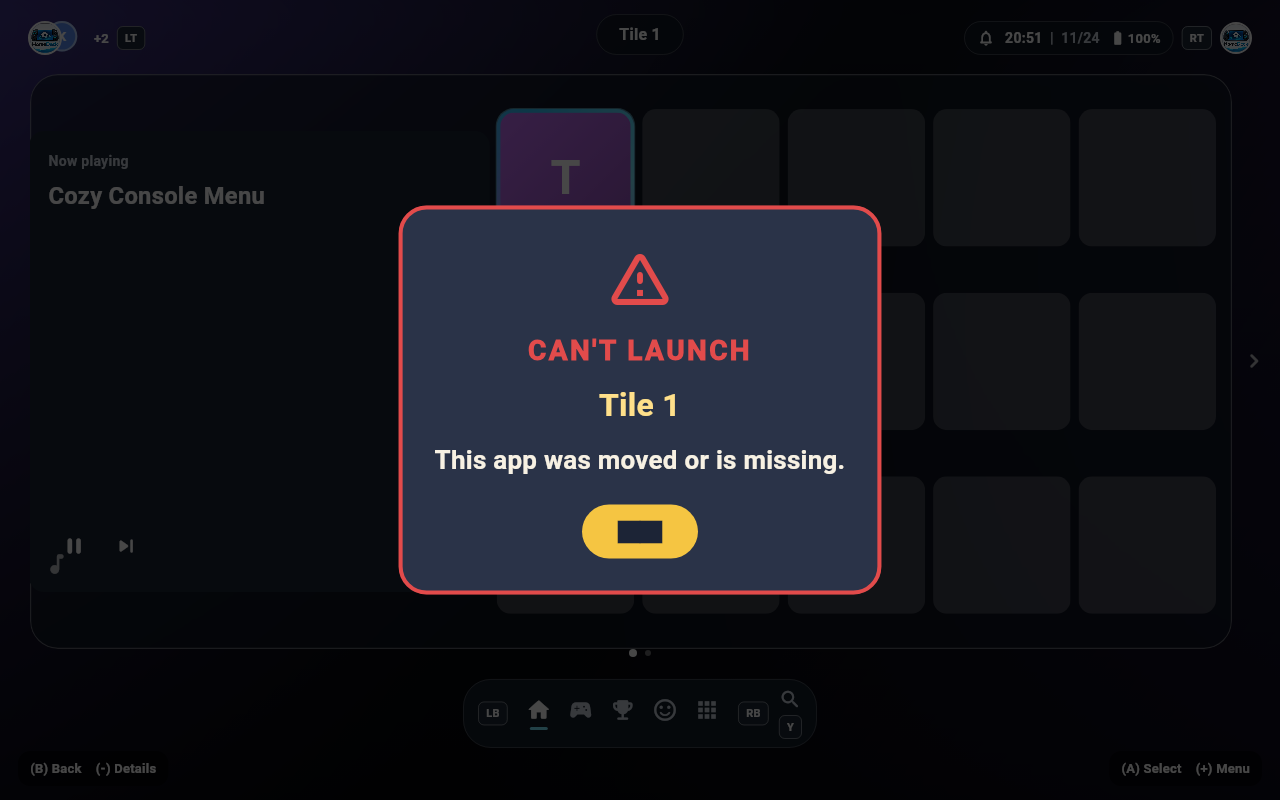 +2 LT
Tile 1
20:51 | 11/24 100% RT
Now playing
Cozy Console Menu
T
CAN'T LAUNCH
Tile 1
This app was moved or is missing.
LB
RB
Y
(B) Back (-) Details
(A) Select (+) Menu